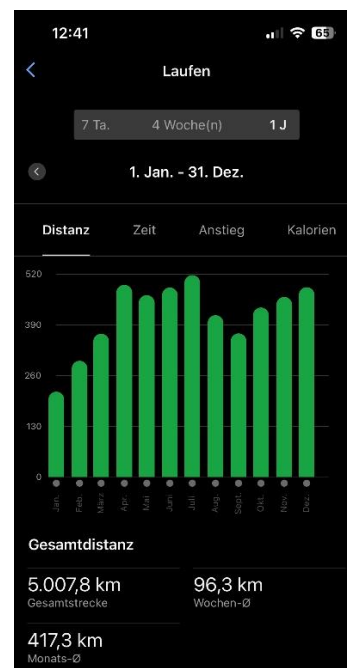 12:41
65
Laufen
7 Ta. 4 Woche(n) 1 J
1. Jan. - 31. Dez.
Distanz Zeit Anstieg Kalorien
520
390
260
130
0
Jan. Feb. März Apr. Mai Juni Juli Aug. Sept. Okt. Nov. Dez.
Gesamtdistanz
5.007,8 km 96,3 km
Gesamtstrecke Wochen-Ø
417,3 km
Monats-Ø